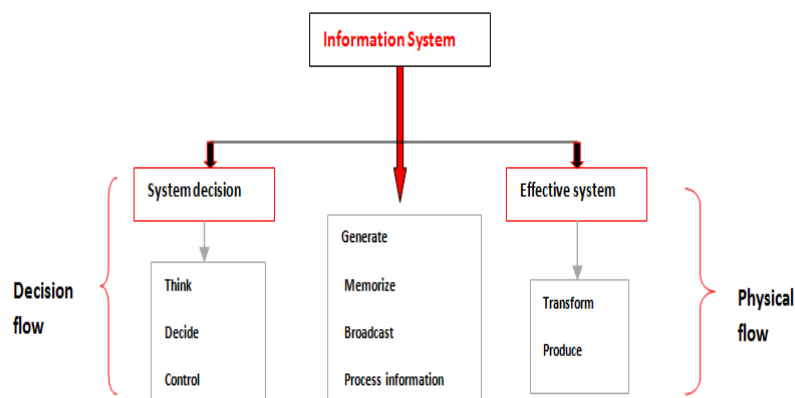 Information System
System decision
Effective system
Decision
flow
Think
Decide
Control
Generate
Memorize
Broadcast
Process information
Transform
Produce
Physical
flow